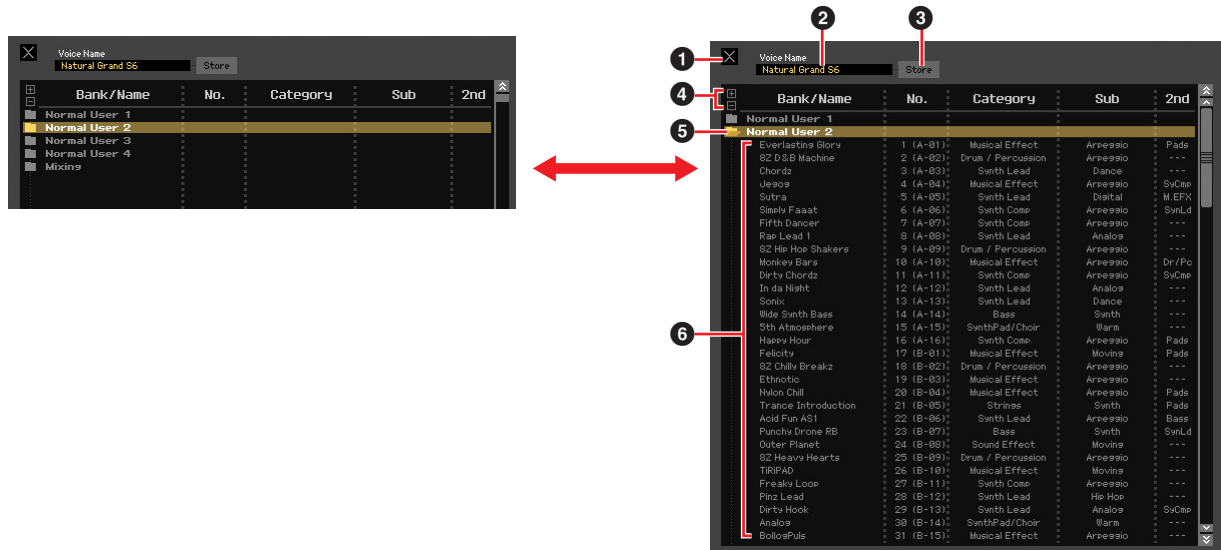 Voice Name
Natural Grand S6 Store
Bank/Name No. Category Sub 2nd
Normal User 1
Normal User 2
Normal User 3
Normal User 4
Mixing
1 2 3 4 5 6
Voice Name
Natural Grand S6 Store
Bank/Name No. Category Sub 2nd
Normal User 1
Normal User 2
Everlasting Glory 1 (A-01) Musical Effect Arpeggio Pads
8Z D&B Machine 2 (A-02) Drum / Percussion Arpeggio ---
Chordz 3 (A-03) Synth Lead Dance ---
Jegog 4 (A-04) Musical Effect Arpeggio SyCmp
Sutra 5 (A-05) Synth Lead Digital M.EFX
Simply Faaat 6 (A-06) Synth Comp Arpeggio SynLd
Fifth Dancer 7 (A-07) Synth Comp Arpeggio ---
Rap Lead 1 8 (A-08) Synth Lead Analog ---
8Z Hip Hop Shakers 9 (A-09) Drum / Percussion Arpeggio ---
Monkey Bars 10 (A-10) Musical Effect Arpeggio Dr/Pc
Dirty Chordz 11 (A-11) Synth Comp Arpeggio SyCmp
In da Night 12 (A-12) Synth Lead Analog ---
Sonix 13 (A-13) Synth Lead Dance ---
Wide Synth Bass 14 (A-14) Bass Synth ---
5th Atmosphere 15 (A-15) SynthPad/Choir Warm ---
Happy Hour 16 (A-16) Synth Comp Arpeggio Pads
Felicity 17 (B-01) Musical Effect Moving Pads
8Z Chilly Breakz 18 (B-02) Drum / Percussion Arpeggio ---
Ethnotic 19 (B-03) Musical Effect Arpeggio ---
Nylon Chill 20 (B-04) Musical Effect Arpeggio Pads
Trance Introduction 21 (B-05) Strings Synth Pads
Acid Fun AS1 22 (B-06) Synth Lead Arpeggio Bass
Punchy Drone RB 23 (B-07) Bass Synth SynLd
Outer Planet 24 (B-08) Sound Effect Moving ---
8Z Heavy Hearts 25 (B-09) Drum / Percussion Arpeggio ---
TiRiPAD 26 (B-10) Musical Effect Moving ---
Freaky Loop 27 (B-11) Synth Comp Arpeggio ---
Pinz Lead 28 (B-12) Synth Lead Hip Hop ---
Dirty Hook 29 (B-13) Synth Lead Analog SyCmp
Analog 30 (B-14) SynthPad/Choir Warm ---
BollogPuls 31 (B-15) Musical Effect Arpeggio ---